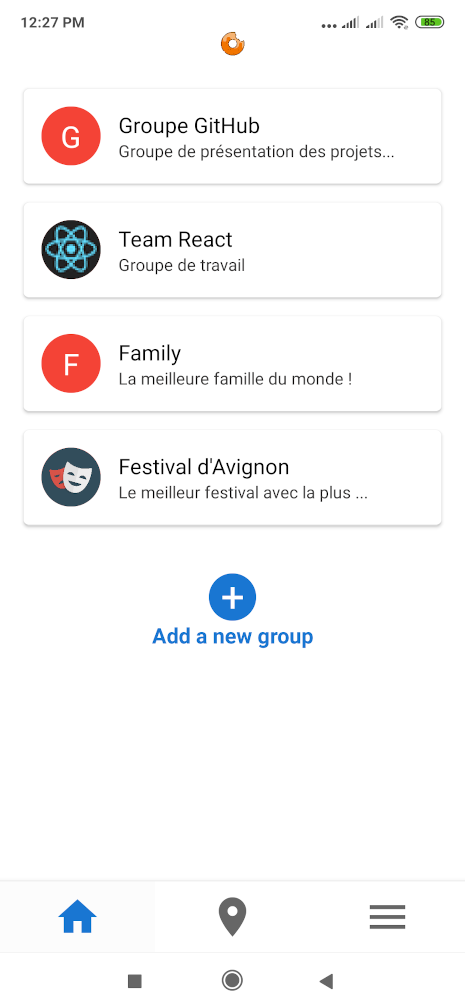 12:27 PM
85
G
Groupe GitHub
Groupe de présentation des projets...
Team React
Groupe de travail
F
Family
La meilleure famille du monde !
Festival d'Avignon
Le meilleur festival avec la plus ...
Add a new group